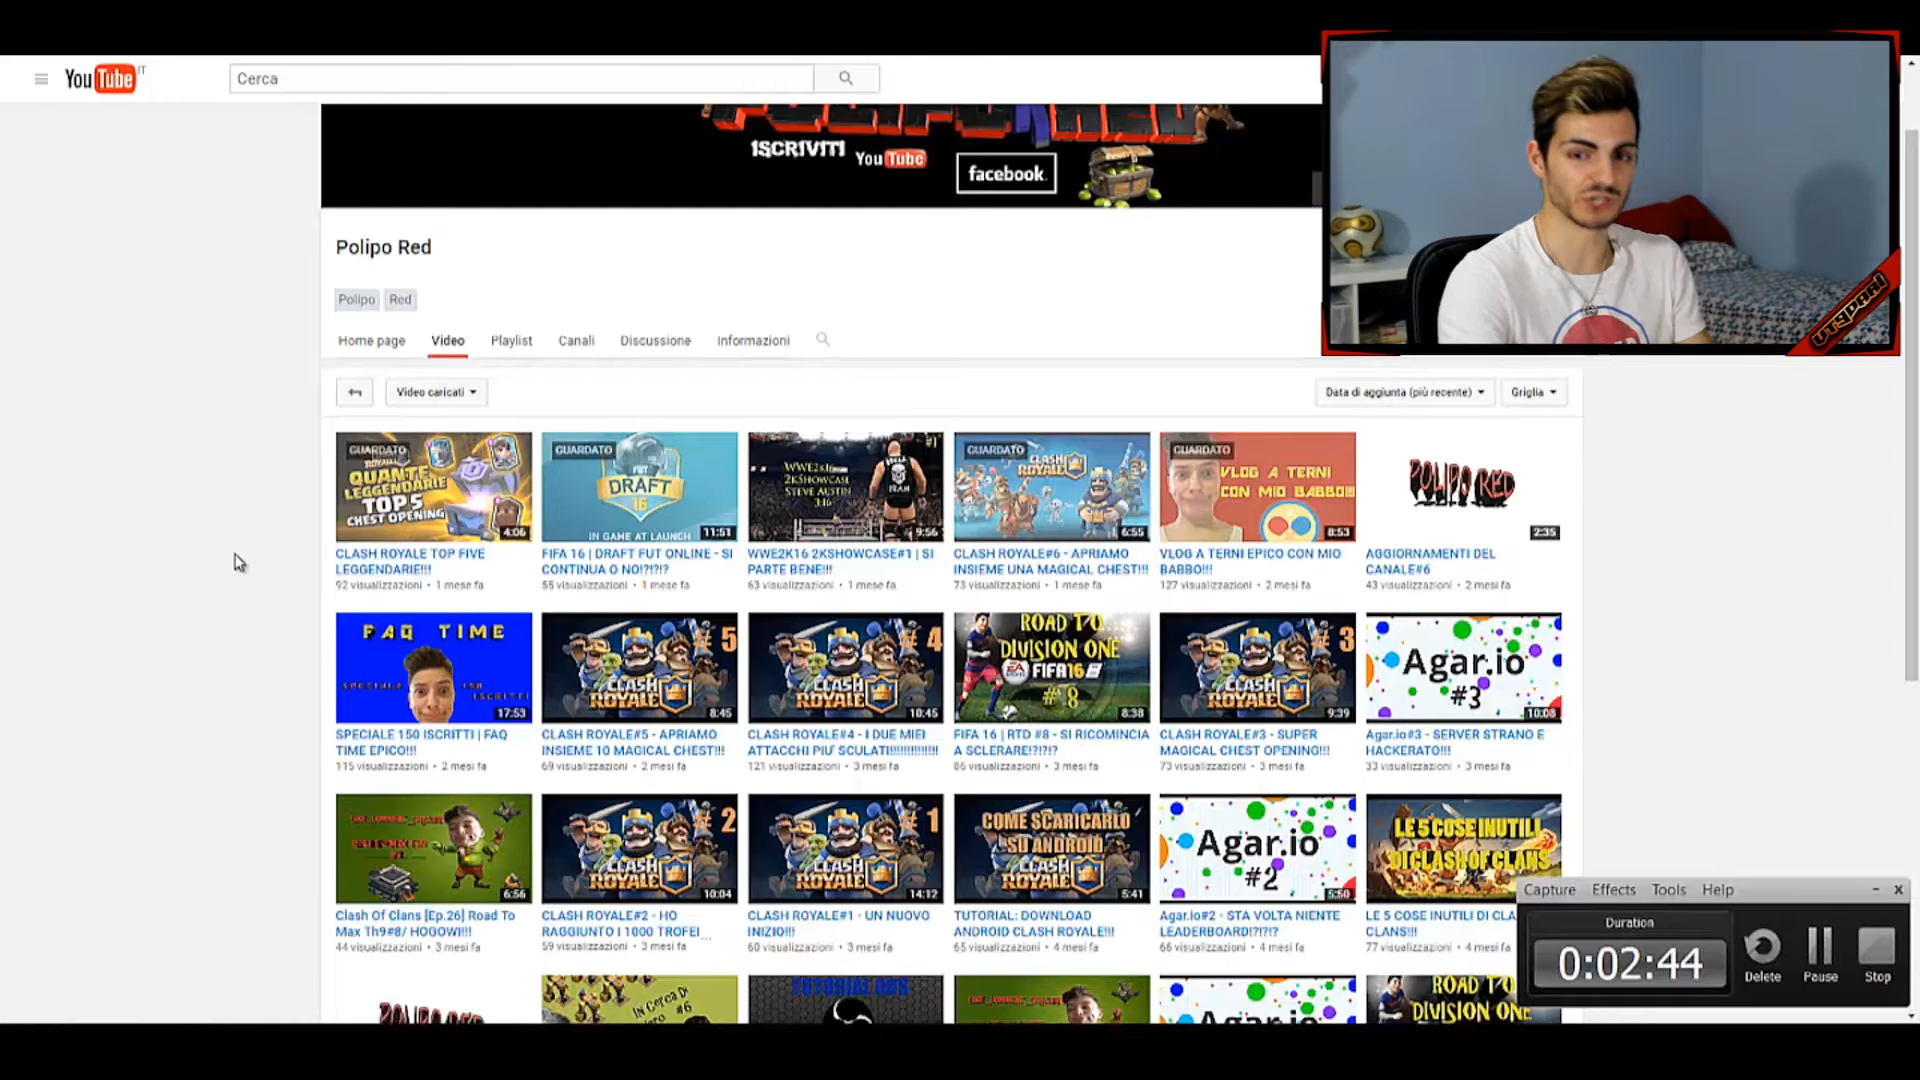 YouTube IT
Cerca
ISCRIVITI YouTube
facebook
Polipo Red
Polipo Red
Home page Video Playlist Canali Discussione Informazioni
Video caricati
Data di aggiunta (più recente) Griglia
GUARDATO
QUANTE
LEGGENDARIE
TOP 5
CHEST OPENING
4:06
CLASH ROYALE TOP FIVE
LEGGENDARIE!!!
92 visualizzazioni • 1 mese fa
GUARDATO
FUT
DRAFT
16
IN GAME AT LAUNCH
11:51
FIFA 16 | DRAFT FUT ONLINE - SI
CONTINUA O NO!?!?!?
55 visualizzazioni • 1 mese fa
#1
WWE2K16
2KSHOWCASE
STEVE AUSTIN
3:16
9:56
WWE2K16 2KSHOWCASE#1 | SI
PARTE BENE!!!
63 visualizzazioni • 1 mese fa
GUARDATO
CLASH
ROYALE
6:55
CLASH ROYALE#6 - APRIAMO
INSIEME UNA MAGICAL CHEST!!!
73 visualizzazioni • 1 mese fa
GUARDATO
VLOG A TERNI
CON MIO BABBO!!!
8:53
VLOG A TERNI EPICO CON MIO
BABBO!!!
127 visualizzazioni • 2 mesi fa
POLIPO RED
2:35
AGGIORNAMENTI DEL
CANALE#6
43 visualizzazioni • 2 mesi fa
FAQ TIME
SPECIALE 150
ISCRITTI
17:53
SPECIALE 150 ISCRITTI | FAQ
TIME EPICO!!!
115 visualizzazioni • 2 mesi fa
# 5
CLASH
ROYALE
8:45
CLASH ROYALE#5 - APRIAMO
INSIEME 10 MAGICAL CHEST!!!
69 visualizzazioni • 2 mesi fa
# 4
CLASH
ROYALE
10:45
CLASH ROYALE#4 - I DUE MIEI
ATTACCHI PIU' SCULATI!!!!!!!!!!!!!!
121 visualizzazioni • 3 mesi fa
ROAD TO
DIVISION ONE
EA SPORTS FIFA16
# 8
8:38
FIFA 16 | RTD #8 - SI RICOMINCIA
A SCLERARE!?!?!?
86 visualizzazioni • 3 mesi fa
# 3
CLASH
ROYALE
9:39
CLASH ROYALE#3 - SUPER
MAGICAL CHEST OPENING!!!
73 visualizzazioni • 3 mesi fa
Agar.io
#3
10:08
Agar.io#3 - SERVER STRANO E
HACKERATO!!!
33 visualizzazioni • 3 mesi fa
6:56
Clash Of Clans [Ep.26] Road To
Max Th9#8/ HOGOWI!!!
44 visualizzazioni • 3 mesi fa
# 2
CLASH
ROYALE
10:04
CLASH ROYALE#2 - HO
RAGGIUNTO I 1000 TROFEI ...
59 visualizzazioni • 3 mesi fa
# 1
CLASH
ROYALE
14:12
CLASH ROYALE#1 - UN NUOVO
INIZIO!!!
60 visualizzazioni • 3 mesi fa
COME SCARICARLO
SU ANDROID
CLASH
ROYALE
5:41
TUTORIAL: DOWNLOAD
ANDROID CLASH ROYALE!!!
65 visualizzazioni • 4 mesi fa
Agar.io
#2
5:50
Agar.io#2 - STA VOLTA NIENTE
LEADERBOARD!?!?!?
66 visualizzazioni • 4 mesi fa
LE 5 COSE INUTILI
DI CLASH OF CLANS
LE 5 COSE INUTILI DI CLA
CLANS!!!
77 visualizzazioni • 4 mesi fa
POLIPO RED
IN CERCA DI
#6
TUTORIAL OBS
Agar.io
ROAD TO
DIVISION ONE
Capture Effects Tools Help
Duration
0:02:44
Delete Pause Stop